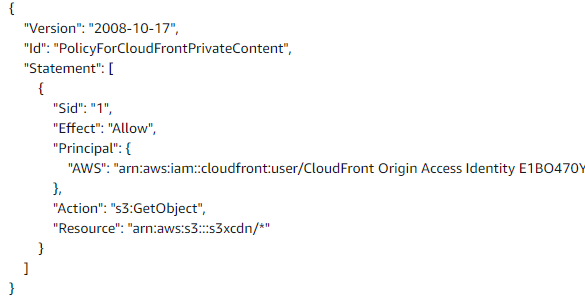 {
"Version": "2008-10-17",
"Id": "PolicyForCloudFrontPrivateContent",
"Statement": [
{
"Sid": "1",
"Effect": "Allow",
"Principal": {
"AWS": "arn:aws:iam::cloudfront:user/CloudFront Origin Access Identity E1BO470Y
},
"Action": "s3:GetObject",
"Resource": "arn:aws:s3:::s3xcdn/*"
}
]
}